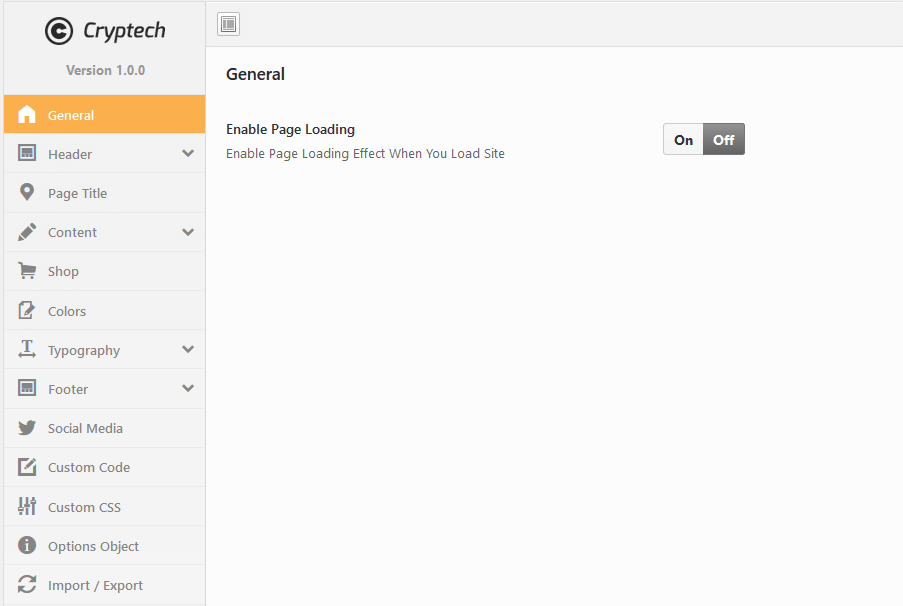 Cryptech
Version 1.0.0
General
Header
Page Title
Content
Shop
Colors
Typography
Footer
Social Media
Custom Code
Custom CSS
Options Object
Import / Export
General
Enable Page Loading
Enable Page Loading Effect When You Load Site
On Off